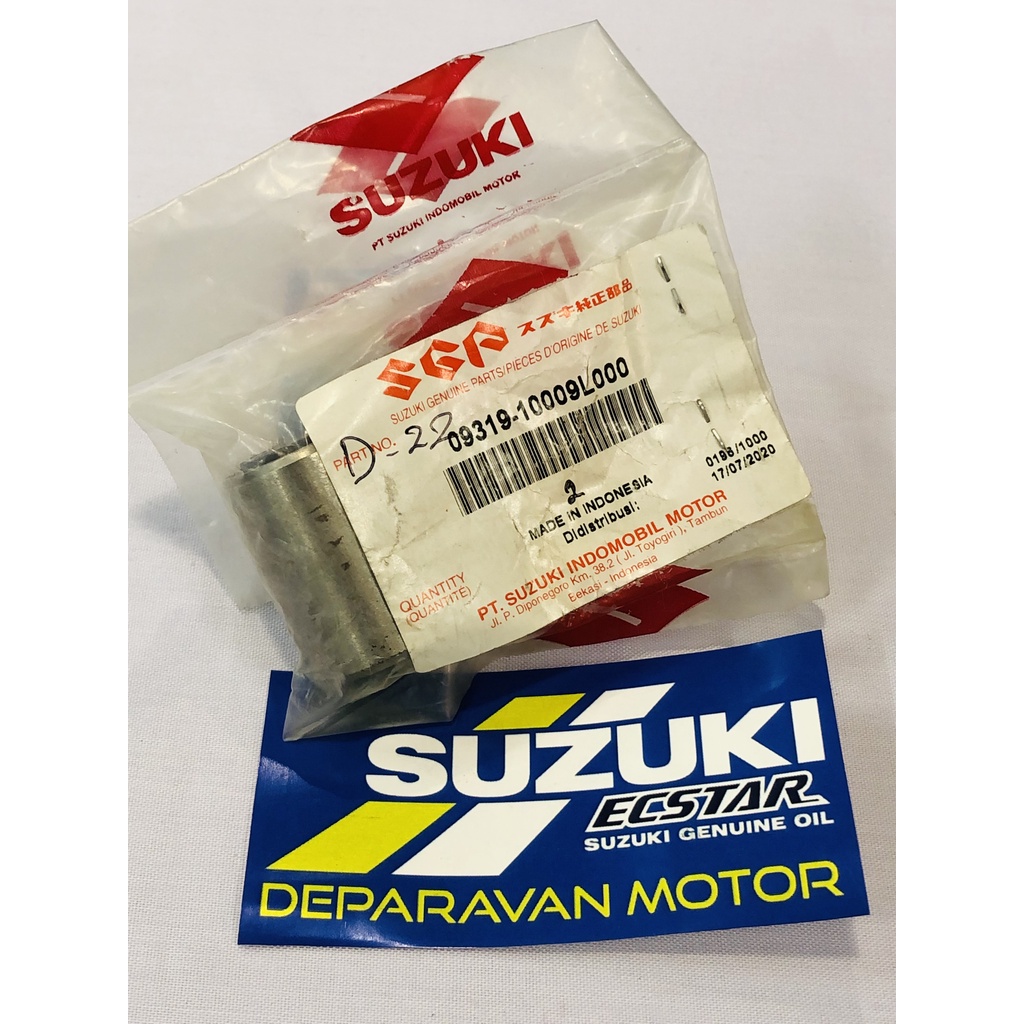 SUZUKI
PT SUZUKI INDOMOBIL MOTOR
SGP スズキ純正部品
SUZUKI GENUINE PARTS/PIECES D'ORIGINE DE SUZUKI
PART NO. 09319-10009L000
D-22
2
MADE IN INDONESIA
Didistribusi:
0198/1000
17/07/2020
QUANTITY
(QUANTITE)
PT. SUZUKI INDOMOBIL MOTOR
Jl. P. Diponegoro Km. 38.2 ( Jl. Toyogiri ), Tambun
Bekasi - Indonesia
SUZUKI
ECSTAR
SUZUKI GENUINE OIL
DEPARAVAN MOTOR